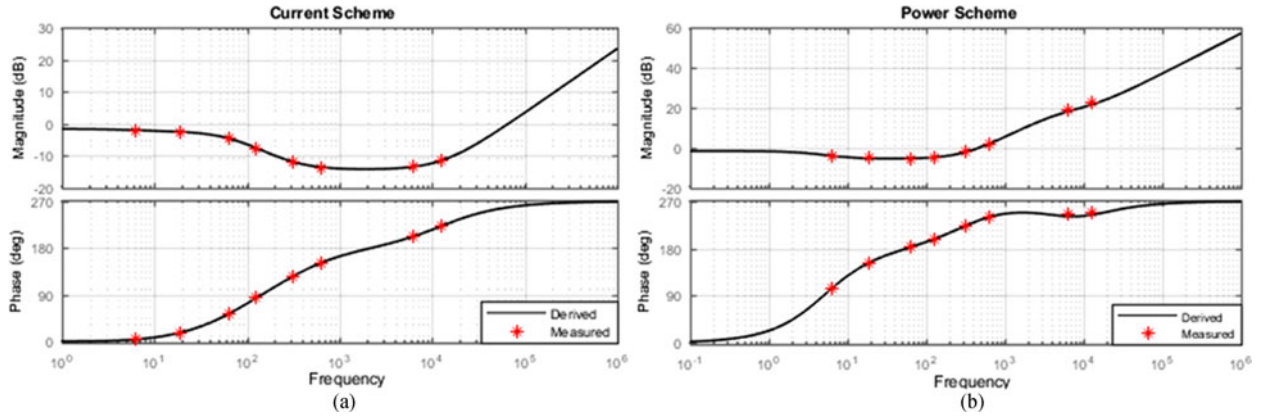 Current Scheme
30
20
10
0
-10
-20
Magnitude (dB)
270
180
90
0
Phase (deg)
Derived
Measured
10^0 10^1 10^2 10^3 10^4 10^5 10^6
Frequency
(a)
Power Scheme
60
40
20
0
-20
Magnitude (dB)
270
180
90
0
Phase (deg)
Derived
Measured
10^-1 10^0 10^1 10^2 10^3 10^4 10^5 10^6
Frequency
(b)